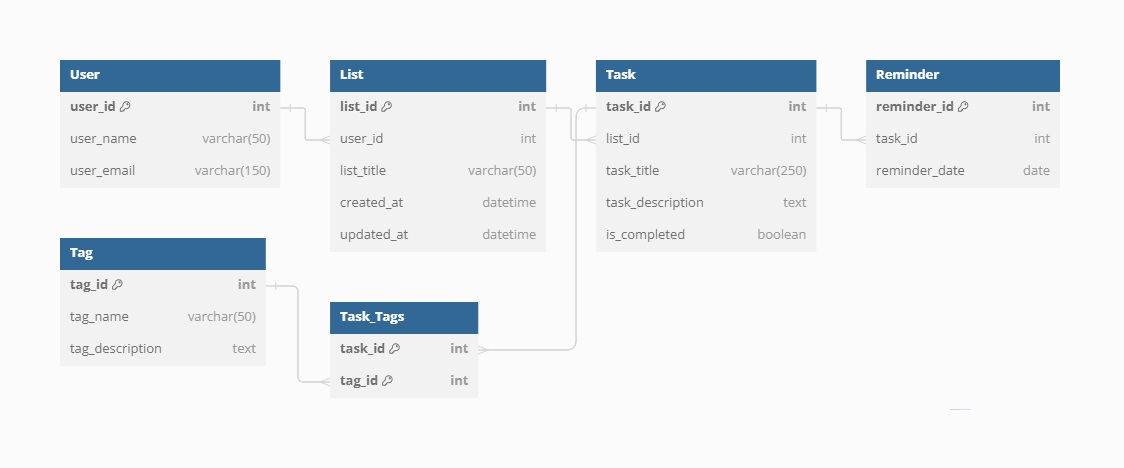 User
user_id int
user_name varchar(50)
user_email varchar(150)
List
list_id int
user_id int
list_title varchar(50)
created_at datetime
updated_at datetime
Task
task_id int
list_id int
task_title varchar(250)
task_description text
is_completed boolean
Reminder
reminder_id int
task_id int
reminder_date date
Tag
tag_id int
tag_name varchar(50)
tag_description text
Task_Tags
task_id int
tag_id int